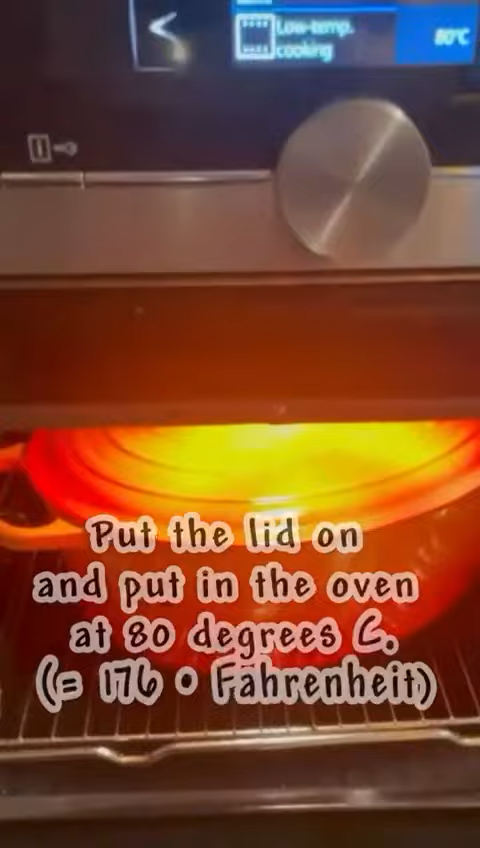 Low-temp.
cooking
80°C
Put the lid on
and put in the oven
at 80 degrees C.
(= 176 • Fahrenheit)